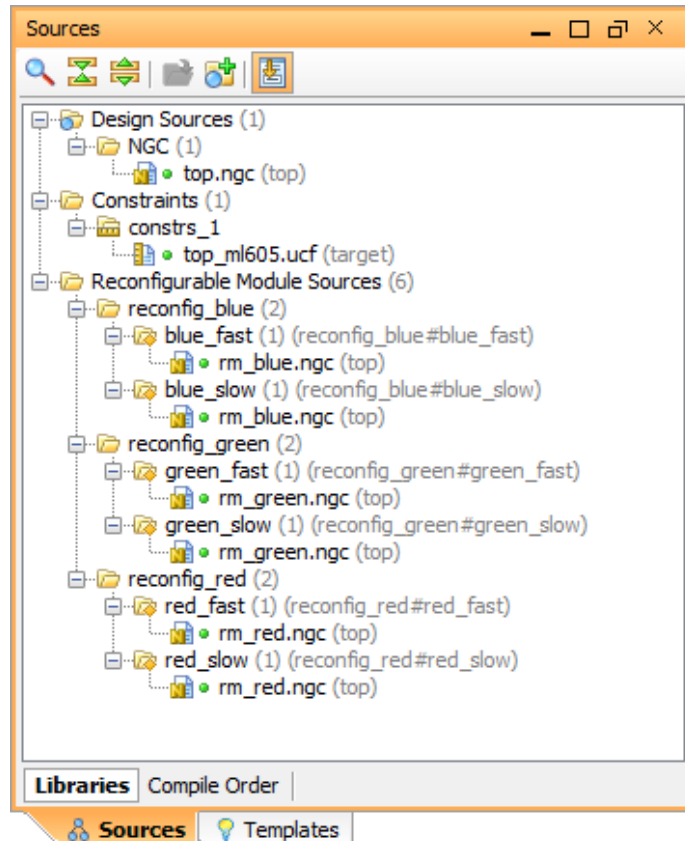 Sources
Design Sources (1)
NGC (1)
top.ngc (top)
Constraints (1)
constrs_1
top_ml605.ucf (target)
Reconfigurable Module Sources (6)
reconfig_blue (2)
blue_fast (1) (reconfig_blue#blue_fast)
rm_blue.ngc (top)
blue_slow (1) (reconfig_blue#blue_slow)
rm_blue.ngc (top)
reconfig_green (2)
green_fast (1) (reconfig_green#green_fast)
rm_green.ngc (top)
green_slow (1) (reconfig_green#green_slow)
rm_green.ngc (top)
reconfig_red (2)
red_fast (1) (reconfig_red#red_fast)
rm_red.ngc (top)
red_slow (1) (reconfig_red#red_slow)
rm_red.ngc (top)
Libraries Compile Order
Sources Templates